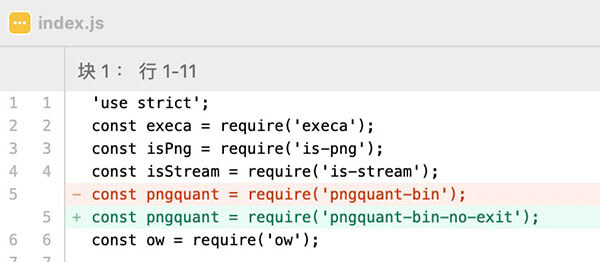 index.js
块 1： 行 1-11
1 1 'use strict';
2 2 const execa = require('execa');
3 3 const isPng = require('is-png');
4 4 const isStream = require('is-stream');
5 - const pngquant = require('pngquant-bin');
5 + const pngquant = require('pngquant-bin-no-exit');
6 6 const ow = require('ow');